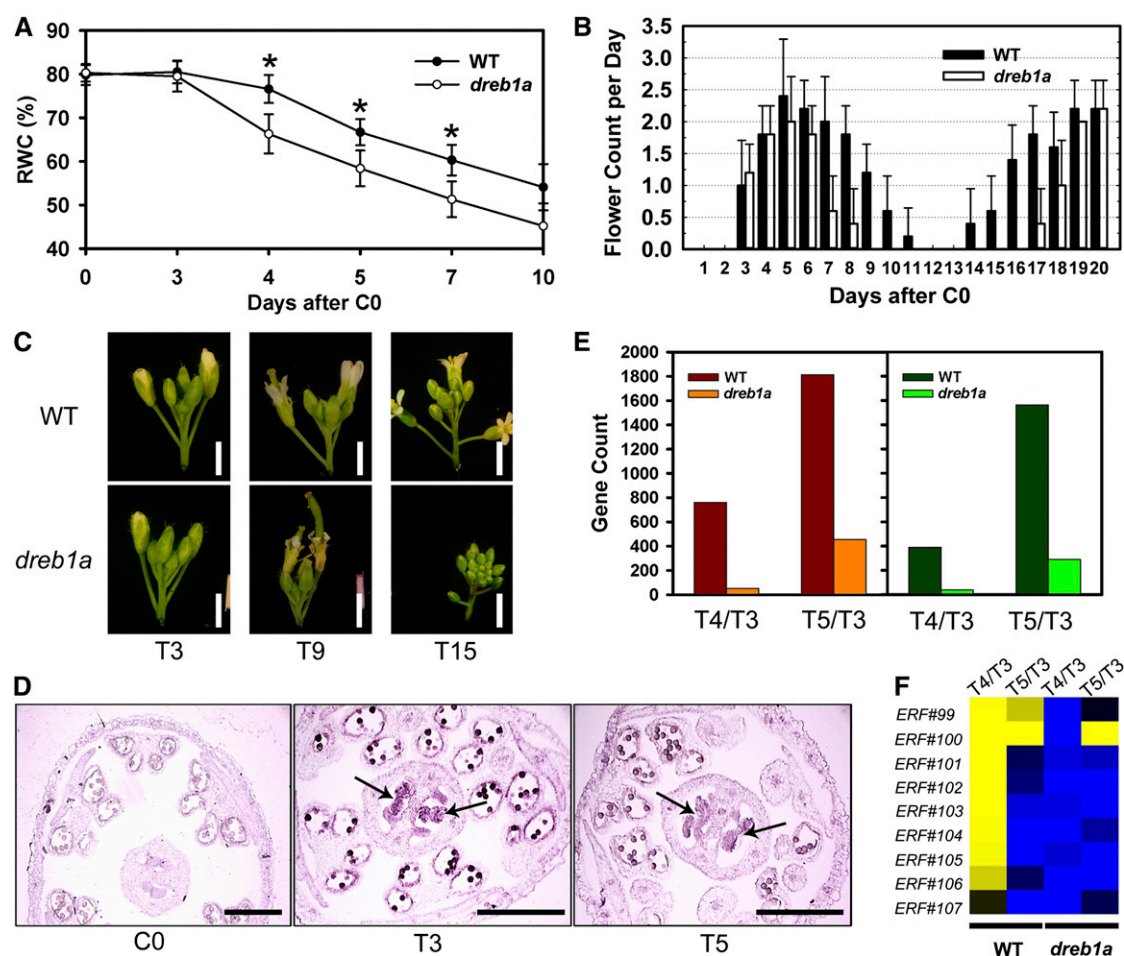 A
90
80
70
60
50
40
RWC (%)
WT
dreb1a
*
*
*
0 3 4 5 7 10
Days after C0
B
3.5
3.0
2.5
2.0
1.5
1.0
0.5
0.0
Flower Count per Day
WT
dreb1a
1 2 3 4 5 6 7 8 9 10 11 12 13 14 15 16 17 18 19 20
Days after C0
C
WT
dreb1a
T3 T9 T15
E
2000
1800
1600
1400
1200
1000
800
600
400
200
0
Gene Count
WT
dreb1a
WT
dreb1a
T4/T3 T5/T3 T4/T3 T5/T3
D
C0 T3 T5
F
T4/T3 T5/T3 T4/T3 T5/T3
ERF#99
ERF#100
ERF#101
ERF#102
ERF#103
ERF#104
ERF#105
ERF#106
ERF#107
WT dreb1a